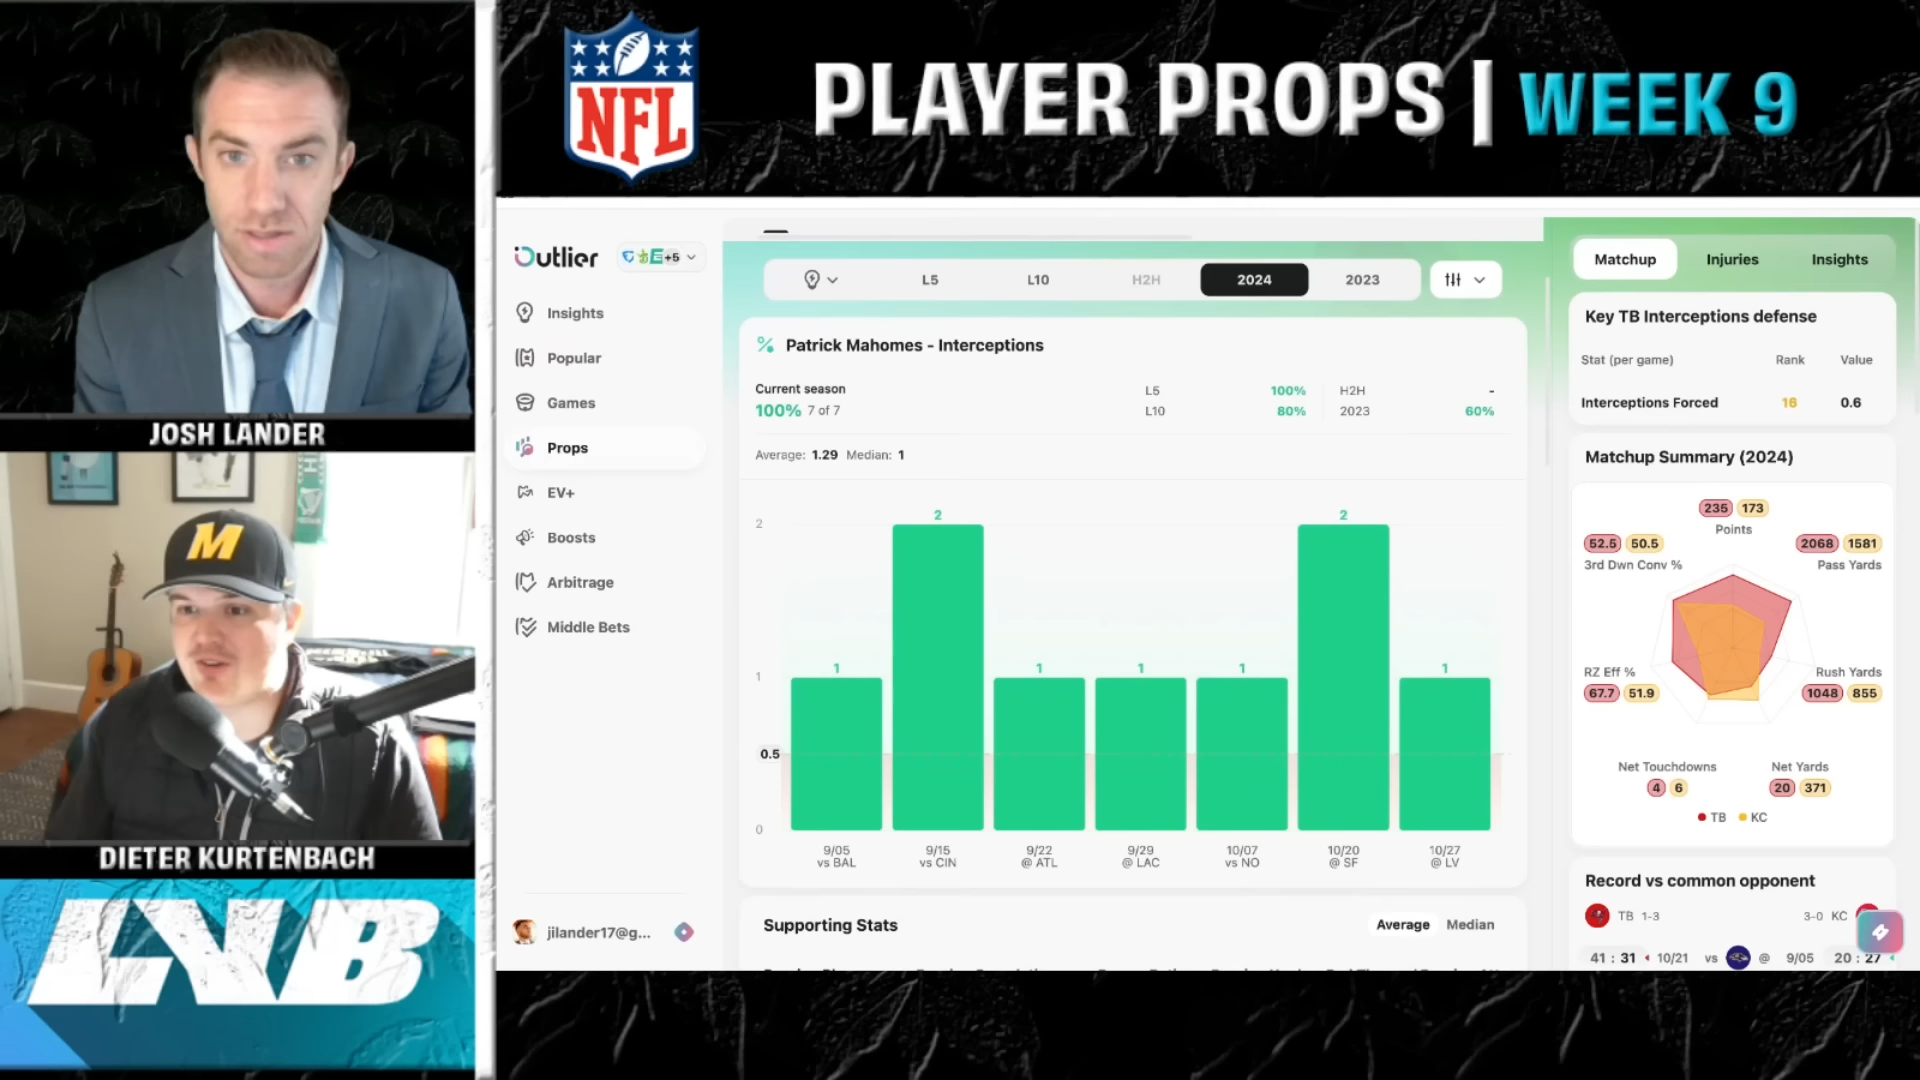 NFL
PLAYER PROPS | WEEK 9
JOSH LANDER
M
DIETER KURTENBACH
LVB
Outlier
+5
Insights
Popular
Games
Props
EV+
Boosts
Arbitrage
Middle Bets
jilander17@g...
L5 L10 H2H 2024 2023
Patrick Mahomes - Interceptions
Current season
100% 7 of 7
L5 100% H2H -
L10 80% 2023 60%
Average: 1.29 Median: 1
2 2
2
1 1 1 1 1
1
0.5
0
9/05 9/15 9/22 9/29 10/07 10/20 10/27
vs BAL vs CIN @ ATL @ LAC vs NO @ SF @ LV
Supporting Stats
Average Median
Matchup Injuries Insights
Key TB Interceptions defense
Stat (per game) Rank Value
Interceptions Forced 16 0.6
Matchup Summary (2024)
235 173
Points
52.5 50.5
3rd Dwn Conv %
2068 1581
Pass Yards
RZ Eff %
67.7 51.9
Rush Yards
1048 855
Net Touchdowns
4 6
Net Yards
20 371
TB KC
Record vs common opponent
TB 1-3 3-0 KC
41 : 31 10/21 vs @ 9/05 20 : 27